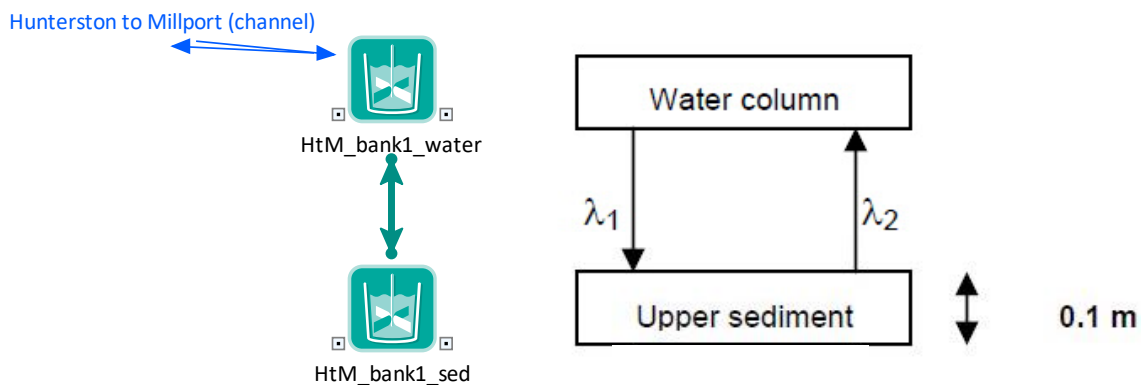 Hunterston to Millport (channel)
HtM_bank1_water
HtM_bank1_sed
Water column
λ1
λ2
Upper sediment
0.1 m